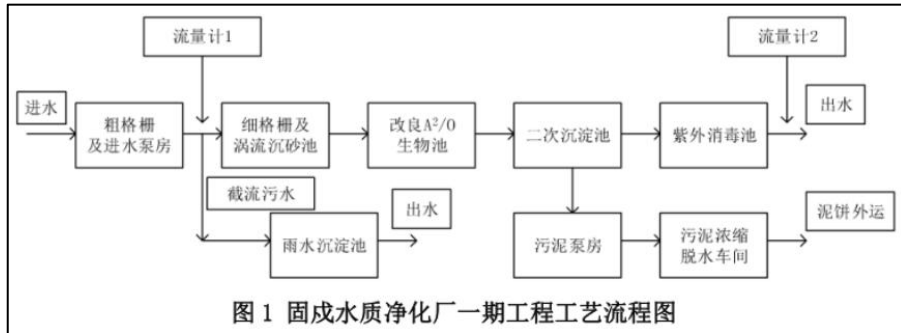 流量计1
流量计2
进水
粗格栅
及进水泵房
细格栅及
涡流沉砂池
改良A²/O
生物池
二次沉淀池
紫外消毒池
出水
截流污水
雨水沉淀池
出水
污泥泵房
污泥浓缩
脱水车间
泥饼外运
图 1 固戍水质净化厂一期工程工艺流程图